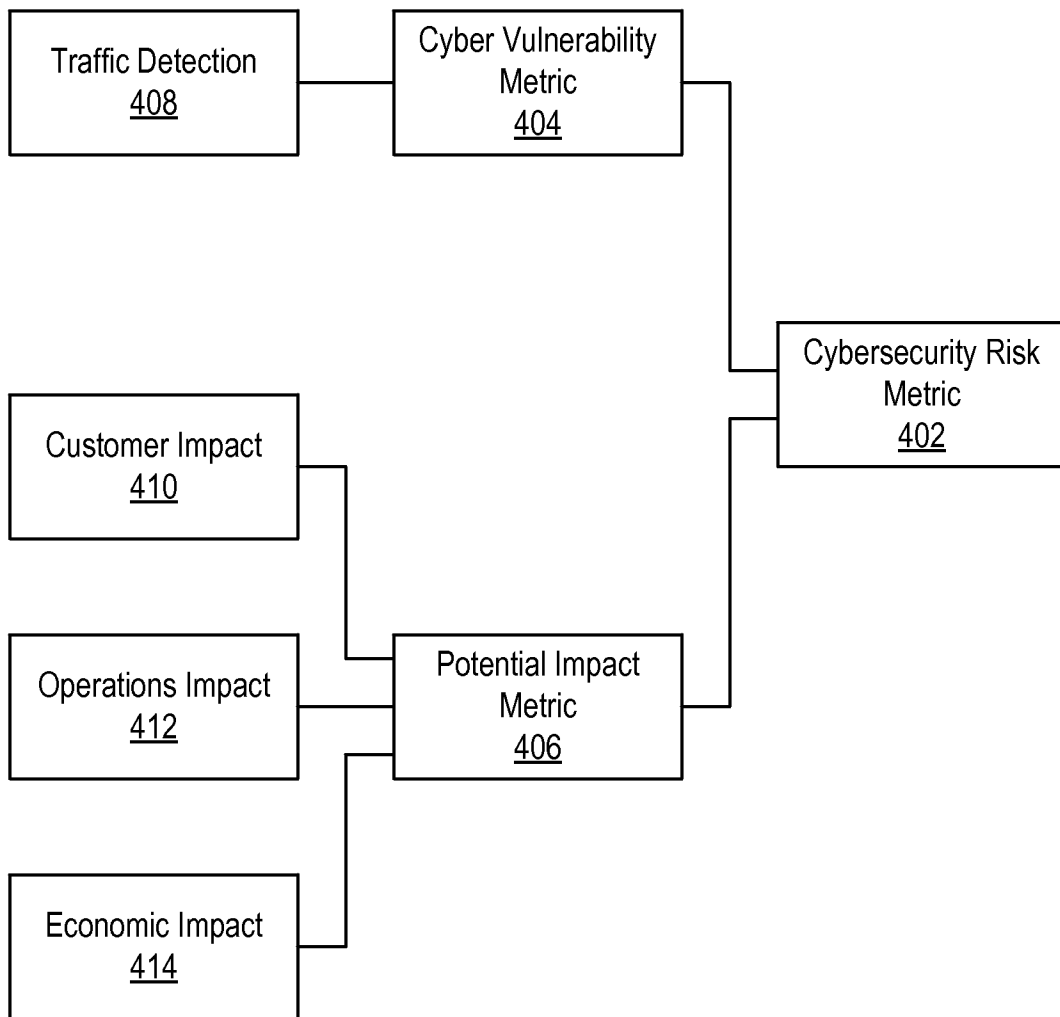 Traffic Detection
408
Cyber Vulnerability
Metric
404
Cybersecurity Risk
Metric
402
Customer Impact
410
Operations Impact
412
Potential Impact
Metric
406
Economic Impact
414